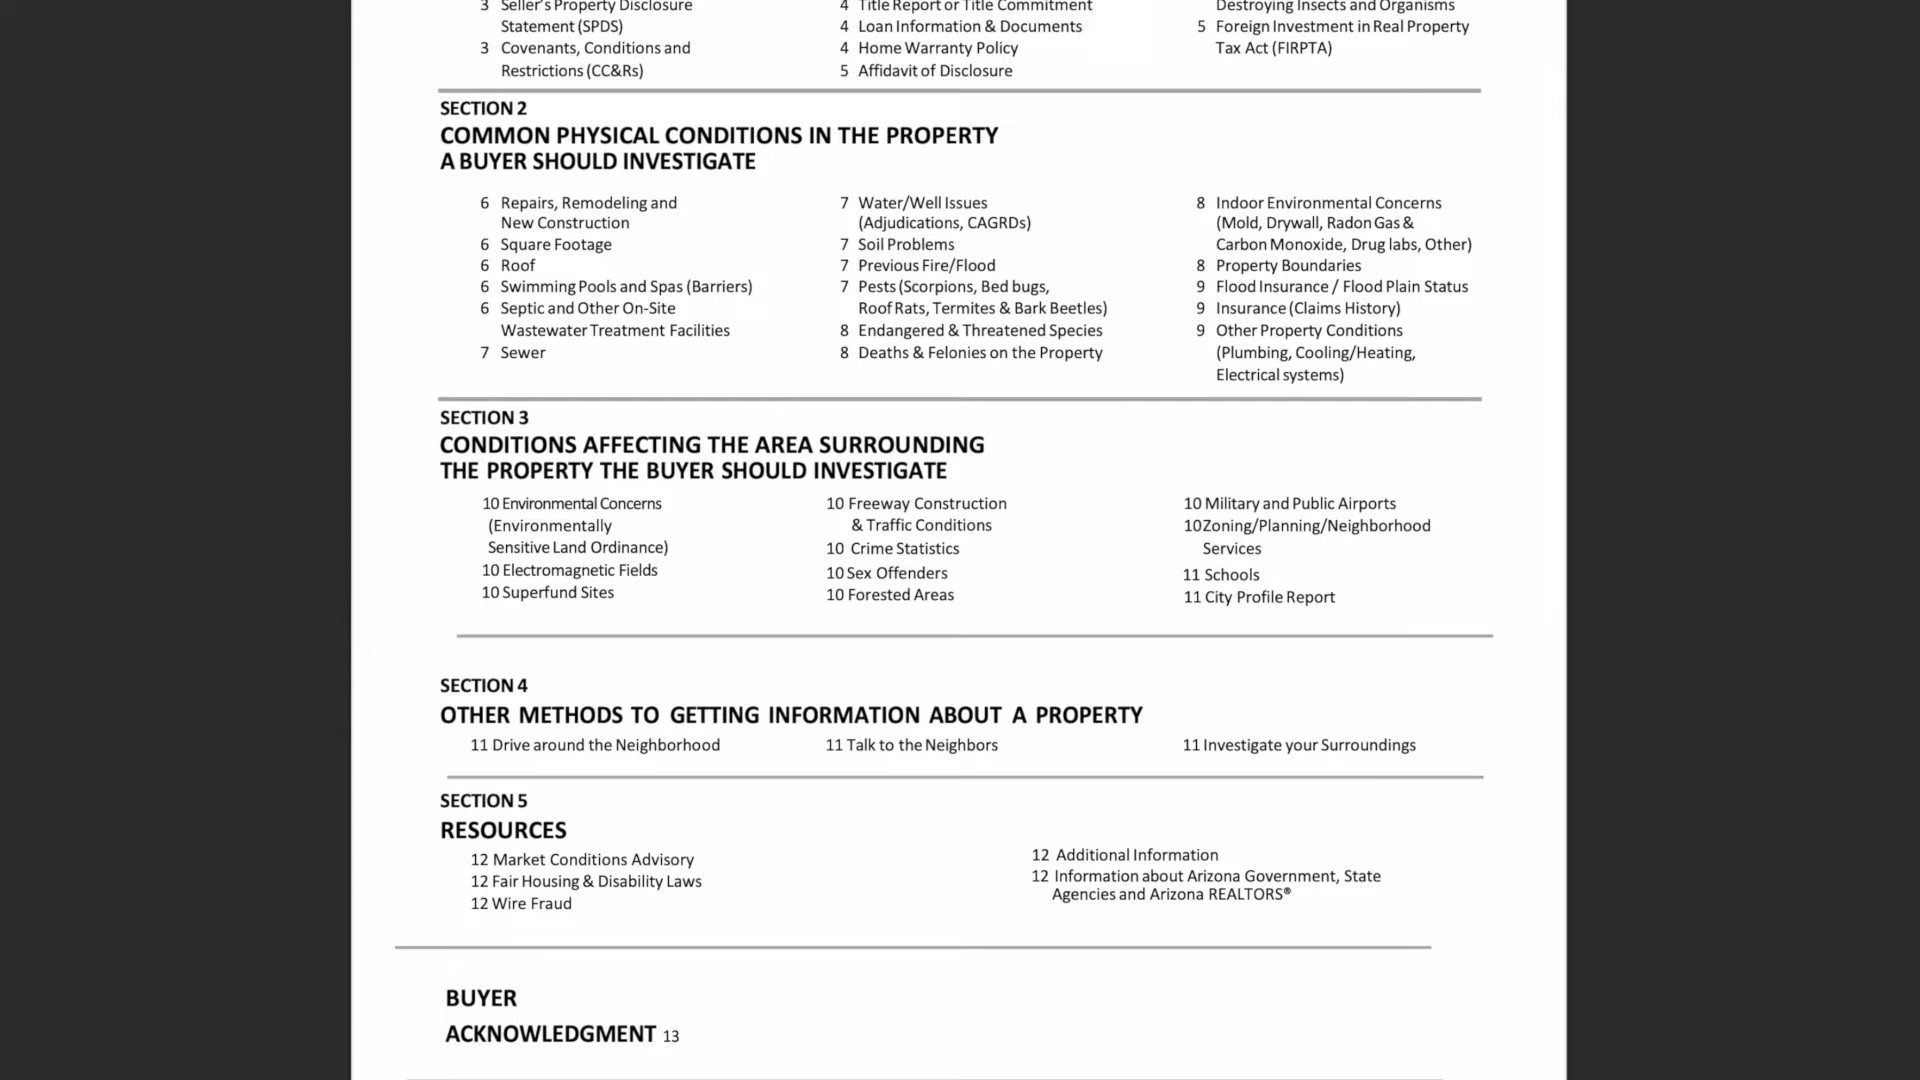 3 Seller's Property Disclosure
Statement (SPDS)
3 Covenants, Conditions and
Restrictions (CC&Rs)
4 Title Report or Title Commitment
4 Loan Information & Documents
4 Home Warranty Policy
5 Affidavit of Disclosure
Destroying Insects and Organisms
5 Foreign Investment in Real Property
Tax Act (FIRPTA)
SECTION 2
COMMON PHYSICAL CONDITIONS IN THE PROPERTY
A BUYER SHOULD INVESTIGATE
6 Repairs, Remodeling and
New Construction
6 Square Footage
6 Roof
6 Swimming Pools and Spas (Barriers)
6 Septic and Other On-Site
Wastewater Treatment Facilities
7 Sewer
7 Water/Well Issues
(Adjudications, CAGRDs)
7 Soil Problems
7 Previous Fire/Flood
7 Pests (Scorpions, Bed bugs,
Roof Rats, Termites & Bark Beetles)
8 Endangered & Threatened Species
8 Deaths & Felonies on the Property
8 Indoor Environmental Concerns
(Mold, Drywall, Radon Gas &
Carbon Monoxide, Drug labs, Other)
8 Property Boundaries
9 Flood Insurance / Flood Plain Status
9 Insurance (Claims History)
9 Other Property Conditions
(Plumbing, Cooling/Heating,
Electrical systems)
SECTION 3
CONDITIONS AFFECTING THE AREA SURROUNDING
THE PROPERTY THE BUYER SHOULD INVESTIGATE
10 Environmental Concerns
(Environmentally
Sensitive Land Ordinance)
10 Electromagnetic Fields
10 Superfund Sites
10 Freeway Construction
& Traffic Conditions
10 Crime Statistics
10 Sex Offenders
10 Forested Areas
10 Military and Public Airports
10 Zoning/Planning/Neighborhood
Services
11 Schools
11 City Profile Report
SECTION 4
OTHER METHODS TO GETTING INFORMATION ABOUT A PROPERTY
11 Drive around the Neighborhood
11 Talk to the Neighbors
11 Investigate your Surroundings
SECTION 5
RESOURCES
12 Market Conditions Advisory
12 Fair Housing & Disability Laws
12 Wire Fraud
12 Additional Information
12 Information about Arizona Government, State
Agencies and Arizona REALTORS®
BUYER
ACKNOWLEDGMENT 13